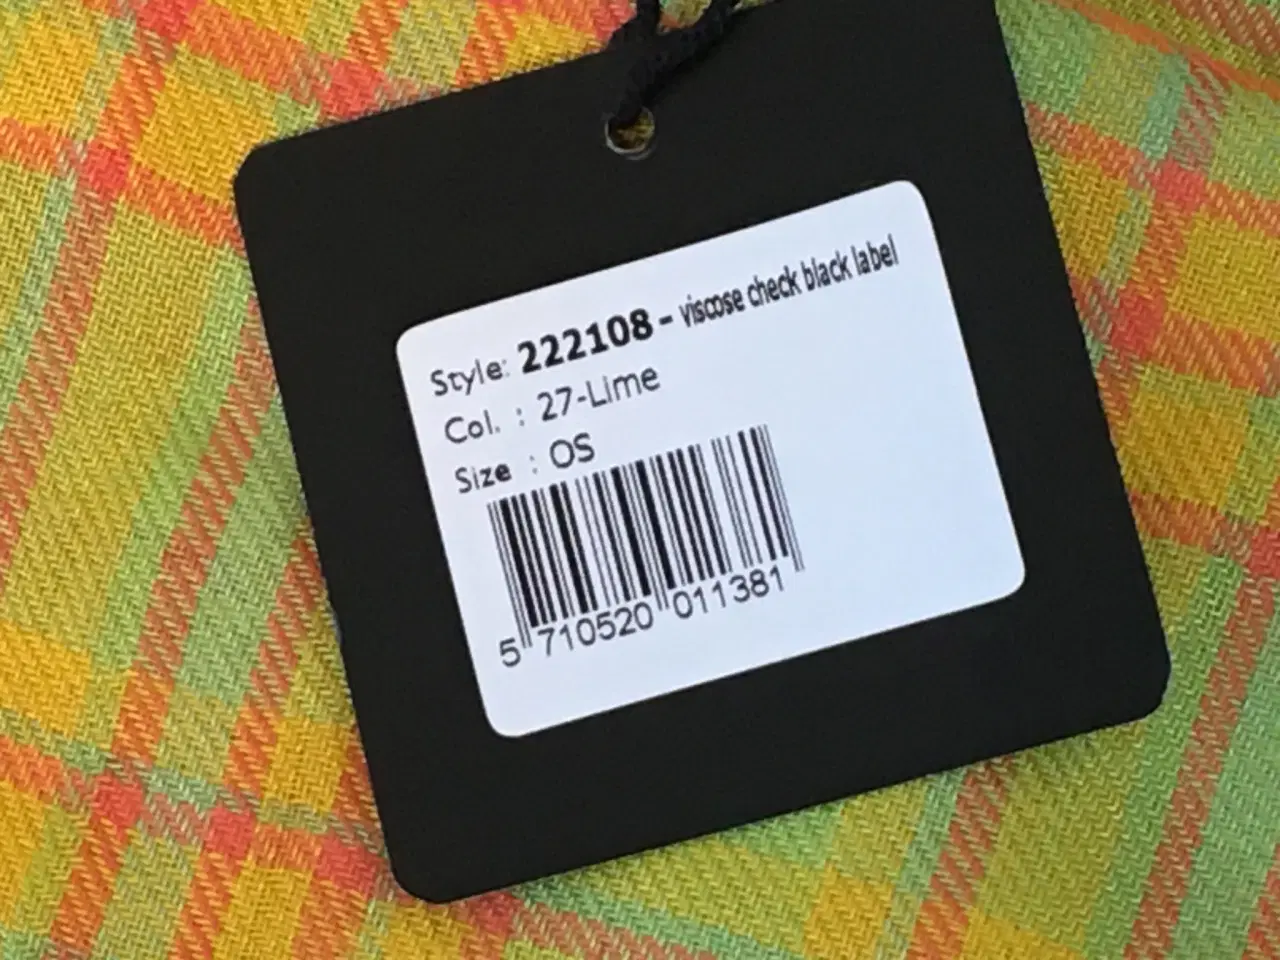 Style: 222108 - viscose check black label
Col. : 27-Lime
Size : OS
5 710520 011381